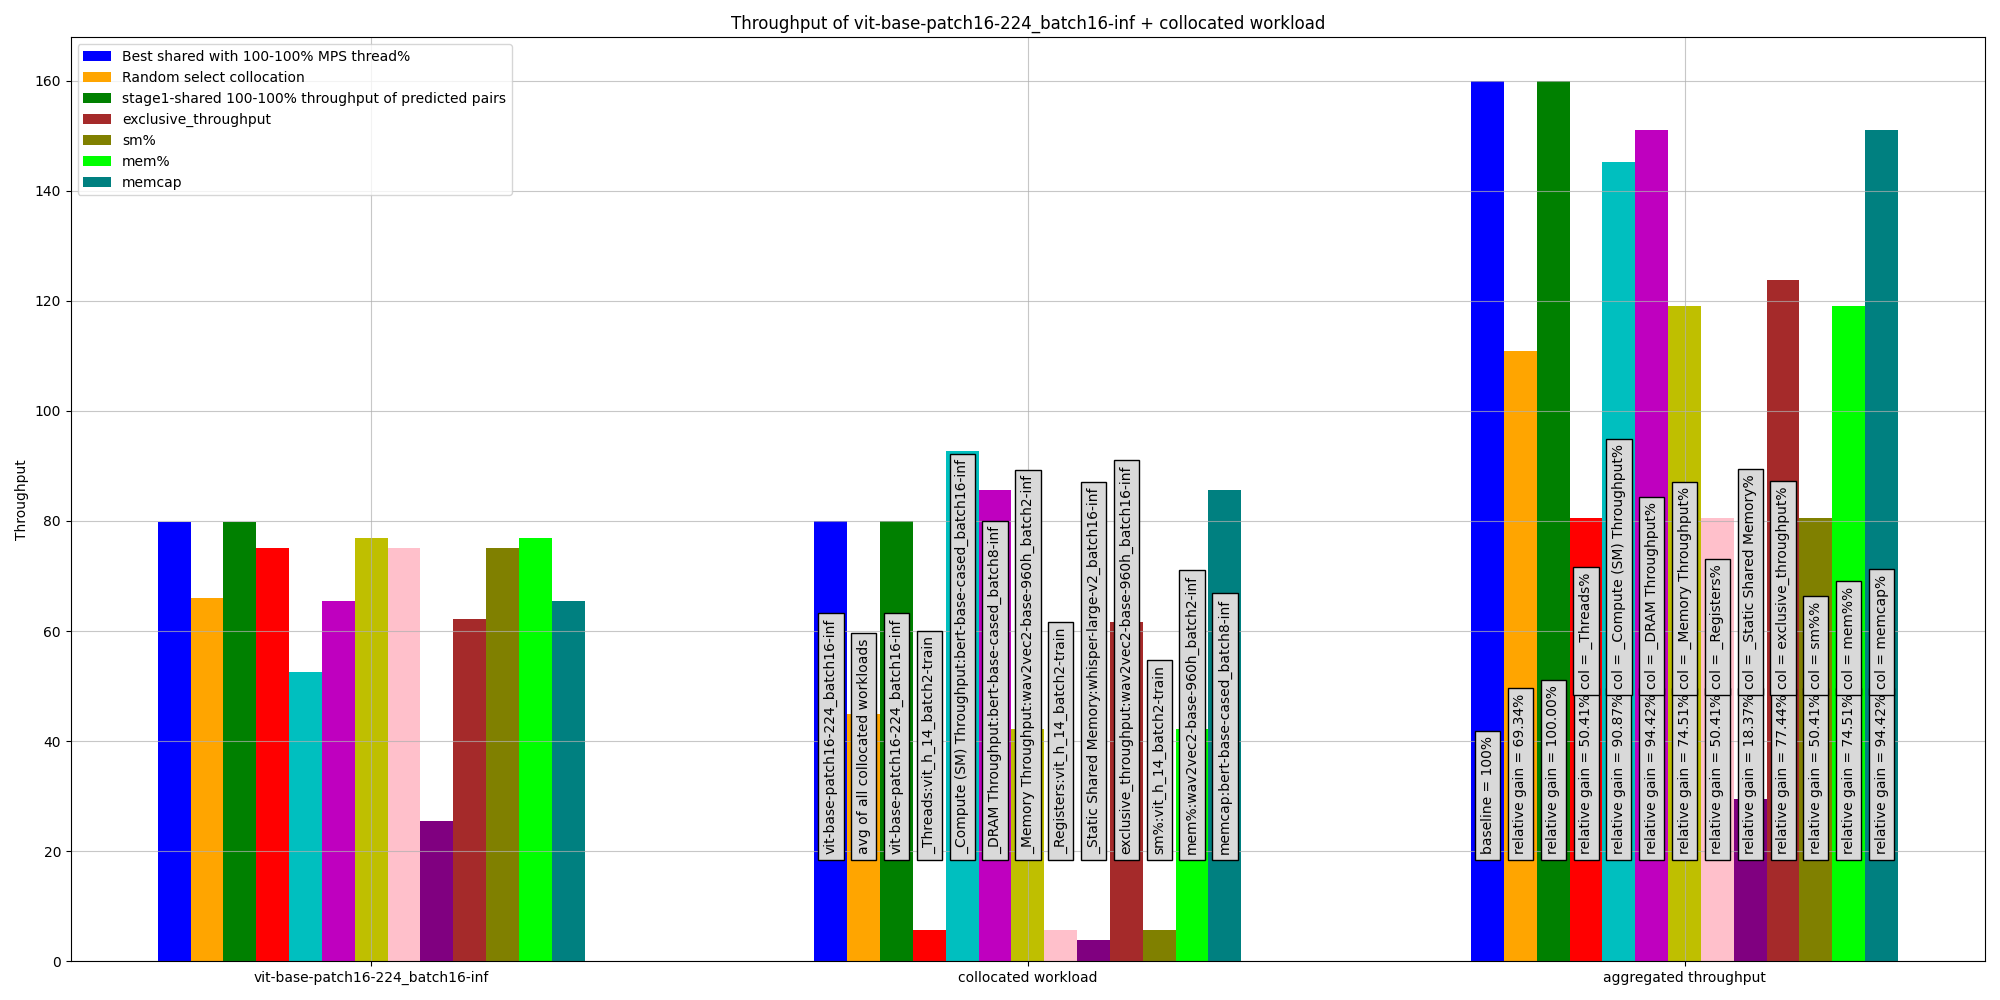 Throughput of vit-base-patch16-224_batch16-inf + collocated workload
Best shared with 100-100% MPS thread%
Random select collocation
stage1-shared 100-100% throughput of predicted pairs
exclusive_throughput
sm%
mem%
memcap
Throughput
160
140
120
100
80
60
40
20
0
vit-base-patch16-224_batch16-inf
avg of all collocated workloads
vit-base-patch16-224_batch16-inf
_Threads:vit_h_14_batch2-train
_Compute (SM) Throughput:bert-base-cased_batch16-inf
_DRAM Throughput:bert-base-cased_batch8-inf
_Memory Throughput:wav2vec2-base-960h_batch2-inf
_Registers:vit_h_14_batch2-train
_Static Shared Memory:whisper-large-v2_batch16-inf
exclusive_throughput:wav2vec2-base-960h_batch16-inf
sm%:vit_h_14_batch2-train
mem%:wav2vec2-base-960h_batch2-inf
memcap:bert-base-cased_batch8-inf
baseline = 100%
relative gain = 69.34%
relative gain = 100.00%
relative gain = 50.41%
col = _Threads%
relative gain = 90.87%
col = _Compute (SM) Throughput%
relative gain = 94.42%
col = _DRAM Throughput%
relative gain = 74.51%
col = _Memory Throughput%
relative gain = 50.41%
col = _Registers%
relative gain = 18.37%
col = _Static Shared Memory%
relative gain = 77.44%
col = exclusive_throughput%
relative gain = 50.41%
col = sm%%
relative gain = 74.51%
col = mem%%
relative gain = 94.42%
col = memcap%
vit-base-patch16-224_batch16-inf
collocated workload
aggregated throughput